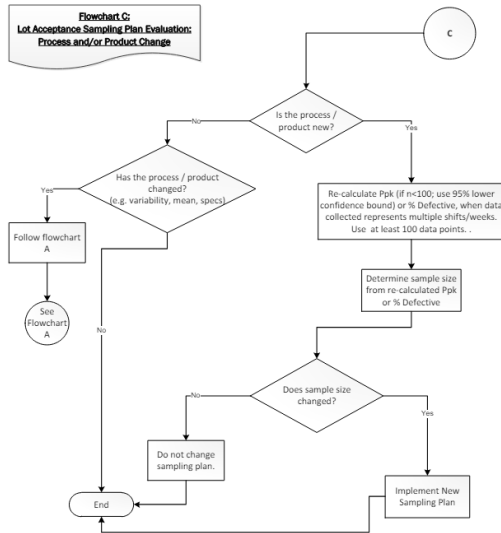 Flowchart C:
Lot Acceptance Sampling Plan Evaluation:
Process and/or Product Change
C
Is the process /
product new?
No
Yes
Has the process / product
changed?
(e.g. variability, mean, specs)
Yes
No
Re-calculate Ppk (if n<100; use 95% lower
confidence bound) or % Defective, when data
collected represents multiple shifts/weeks.
Use at least 100 data points. .
Follow flowchart
A
See
Flowchart
A
Determine sample size
from re-calculated Ppk
or % Defective
Does sample size
changed?
No
Yes
Do not change
sampling plan.
Implement New
Sampling Plan
End